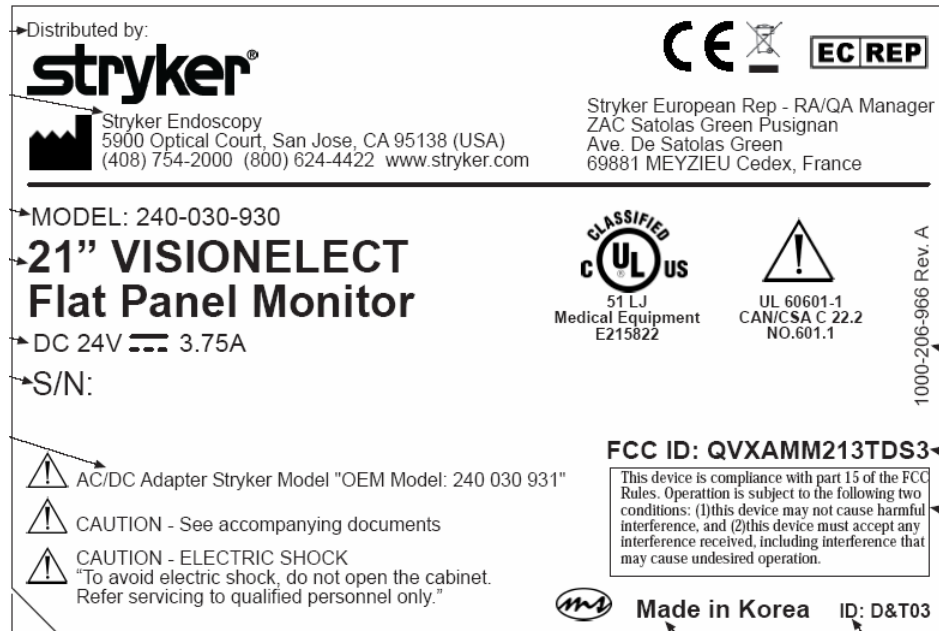 Distributed by:
stryker®
Stryker Endoscopy
5900 Optical Court, San Jose, CA 95138 (USA)
(408) 754-2000 (800) 624-4422 www.stryker.com
CE
EC REP
Stryker European Rep - RA/QA Manager
ZAC Satolas Green Pusignan
Ave. De Satolas Green
69881 MEYZIEU Cedex, France
MODEL: 240-030-930
21” VISIONELECT
Flat Panel Monitor
DC 24V 3.75A
S/N:
CLASSIFIED
C UL® US
51 LJ
Medical Equipment
E215822
UL 60601-1
CAN/CSA C 22.2
NO.601.1
1000-206-966 Rev. A
AC/DC Adapter Stryker Model "OEM Model: 240 030 931"
CAUTION - See accompanying documents
CAUTION - ELECTRIC SHOCK
“To avoid electric shock, do not open the cabinet.
Refer servicing to qualified personnel only.”
FCC ID: QVXAMM213TDS3
This device is compliance with part 15 of the FCC
Rules. Operattion is subject to the following two
conditions: (1)this device may not cause harmful
interference, and (2)this device must accept any
interference received, including interference that
may cause undesired operation.
Made in Korea ID: D&T03